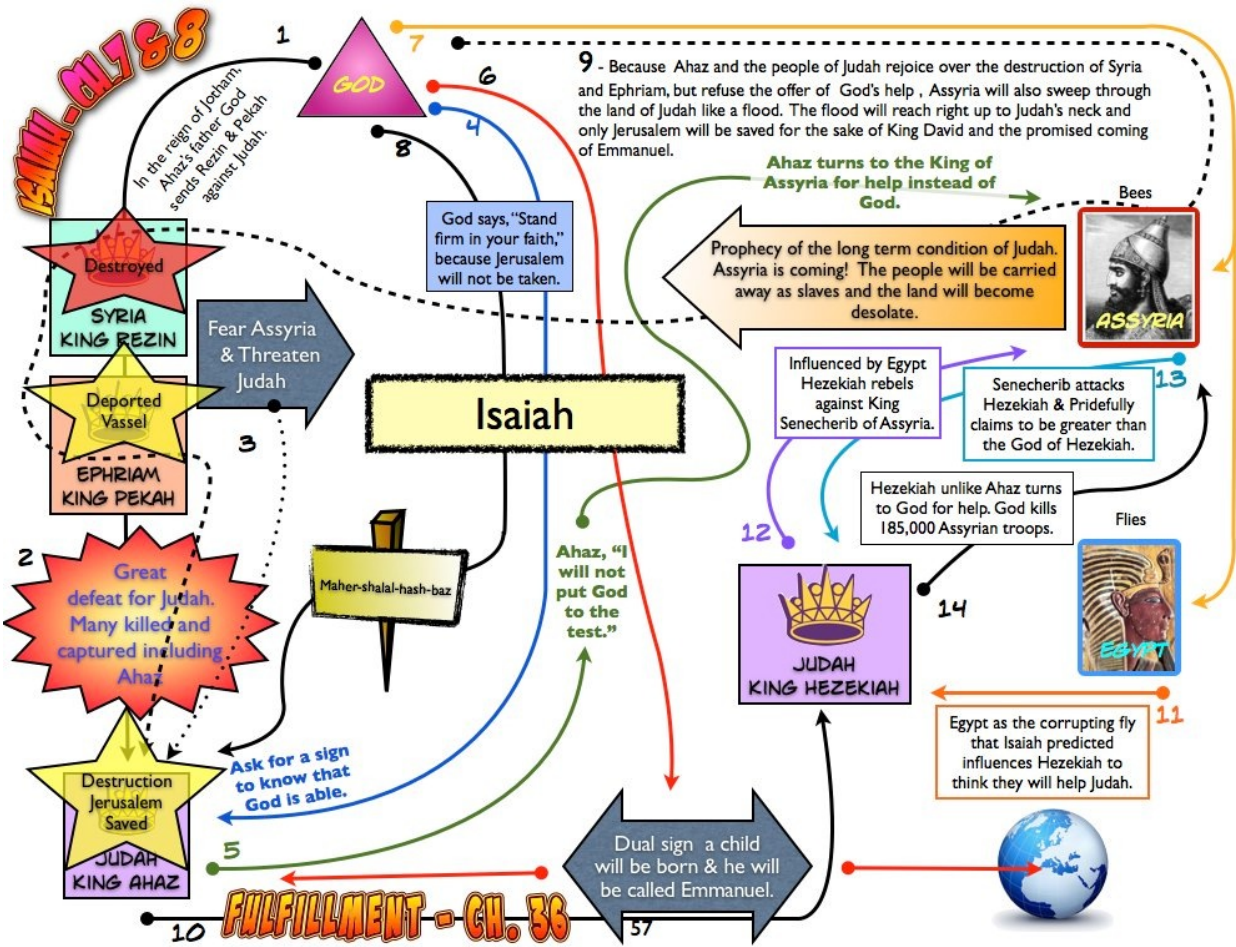 ISAIAH - CH. 7 & 8
1
GOD
7
6
4
8
In the reign of Jotham,
Ahaz's father God
sends Rezin & Pekah
against Judah.
9 - Because Ahaz and the people of Judah rejoice over the destruction of Syria
and Ephriam, but refuse the offer of God's help , Assyria will also sweep through
the land of Judah like a flood. The flood will reach right up to Judah's neck and
only Jerusalem will be saved for the sake of King David and the promised coming
of Emmanuel.
Ahaz turns to the King of
Assyria for help instead of
God.
Bees
ASSYRIA
God says, "Stand
firm in your faith,"
because Jerusalem
will not be taken.
Prophecy of the long term condition of Judah.
Assyria is coming! The people will be carried
away as slaves and the land will become
desolate.
Destroyed
SYRIA
KING REZIN
Fear Assyria
& Threaten
Judah
Deported
Vassel
EPHRIAM
KING PEKAH
3
Isaiah
Influenced by Egypt
Hezekiah rebels
against King
Senecherib of Assyria.
Senecherib attacks
Hezekiah & Pridefully
claims to be greater than
the God of Hezekiah.
13
Hezekiah unlike Ahaz turns
to God for help. God kills
185,000 Assyrian troops.
Flies
EGYPT
12
14
2
Great
defeat for Judah.
Many killed and
captured including
Ahaz
Maher-shalal-hash-baz
Ahaz, "I
will not
put God
to the
test."
JUDAH
KING HEZEKIAH
11
Egypt as the corrupting fly
that Isaiah predicted
influences Hezekiah to
think they will help Judah.
Destruction
Jerusalem
Saved
JUDAH
KING AHAZ
Ask for a sign
to know that
God is able.
5
Dual sign a child
will be born & he will
be called Emmanuel.
10
FULFILLMENT - CH. 36
57